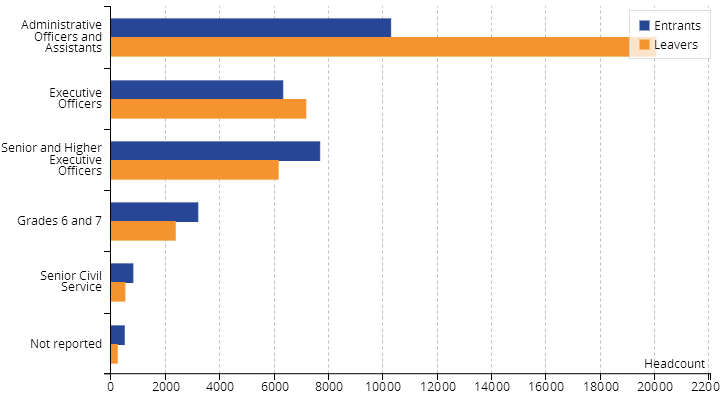 Administrative
Officers and
Assistants
Executive
Officers
Senior and Higher
Executive
Officers
Grades 6 and 7
Senior Civil
Service
Not reported
Entrants
Leavers
Headcount
0 2000 4000 6000 8000 10000 12000 14000 16000 18000 20000 2200